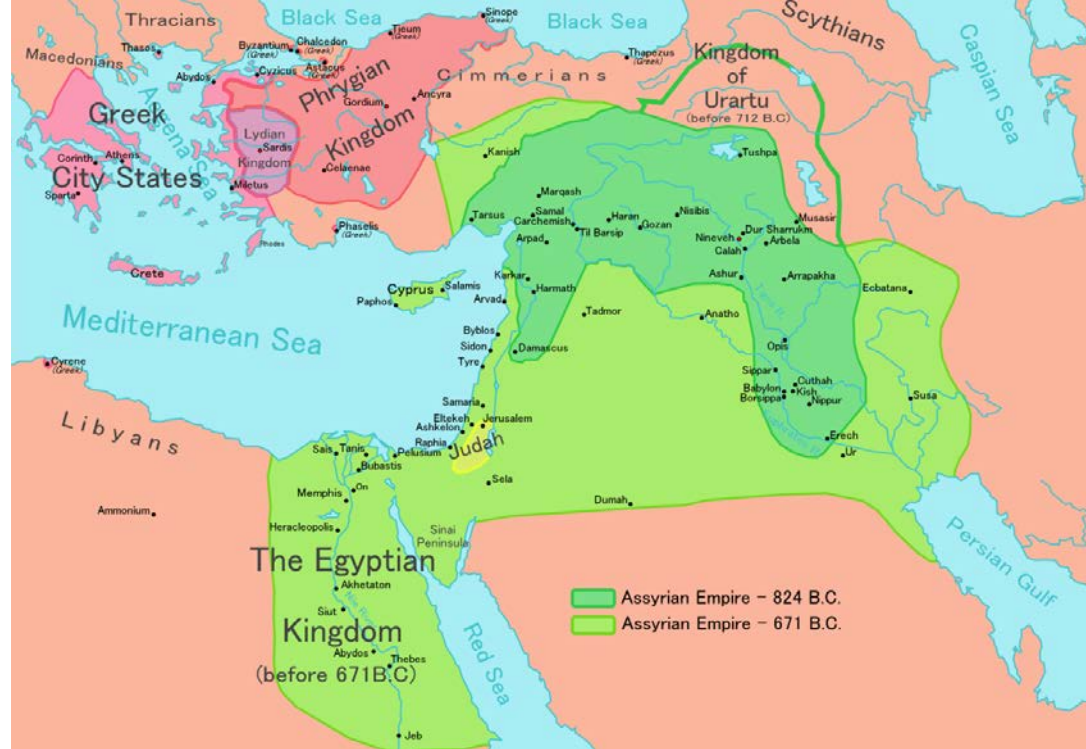 Black Sea
Black Sea
Scythians
Caspian Sea
Thracians
Macedonians
Thasos
Byzantium
(Greek)
Chalcedon
(Greek)
Astacus
(Greek)
Cyzicus
Abydos
Tieum
(Greek)
Sinope
(Greek)
Thapezus
(Greek)
Cimmerians
Kingdom
of
Urartu
(before 712 B.C)
Phrygian
Kingdom
Gordium
Ancyra
Celaenae
Lydian
Kingdom
Sardis
Miletus
Greek
City States
Corinth
Athens
Sparta
Rhodes
Crete
Phaselis
(Greek)
Kanish
Tushpa
Marqash
Tarsus
Samal
Carchemish
Til Barsip
Haran
Gozan
Nisibis
Musasir
Nineveh
Dur Sharrukm
Arbela
Calah
Arpad
Karkar
Harmath
Ashur
Arrapakha
Ecbatana
Cyprus
Salamis
Paphos
Arvad
Tadmor
Anatho
Tigris R.
Mediterranean Sea
Byblos
Sidon
Tyre
Damascus
Opis
Sippar
Cuthah
Babylon
Kish
Borsippa
Nippur
Susa
Euphrates R.
Erech
Ur
Cyrene
(Greek)
Libyans
Ammonium
Samaria
Eltekeh
Jerusalem
Ashkelon
Raphia
Judah
Sais
Tanis
Pelusium
Bubastis
On
Memphis
Sela
Dumah
Heracleopolis
Sinai
Peninsula
The Egyptian
Kingdom
(before 671B.C)
Akhetaton
Siut
Nile River
Abydos
Thebes
Jeb
Red Sea
Persian Gulf
Assyrian Empire - 824 B.C.
Assyrian Empire - 671 B.C.